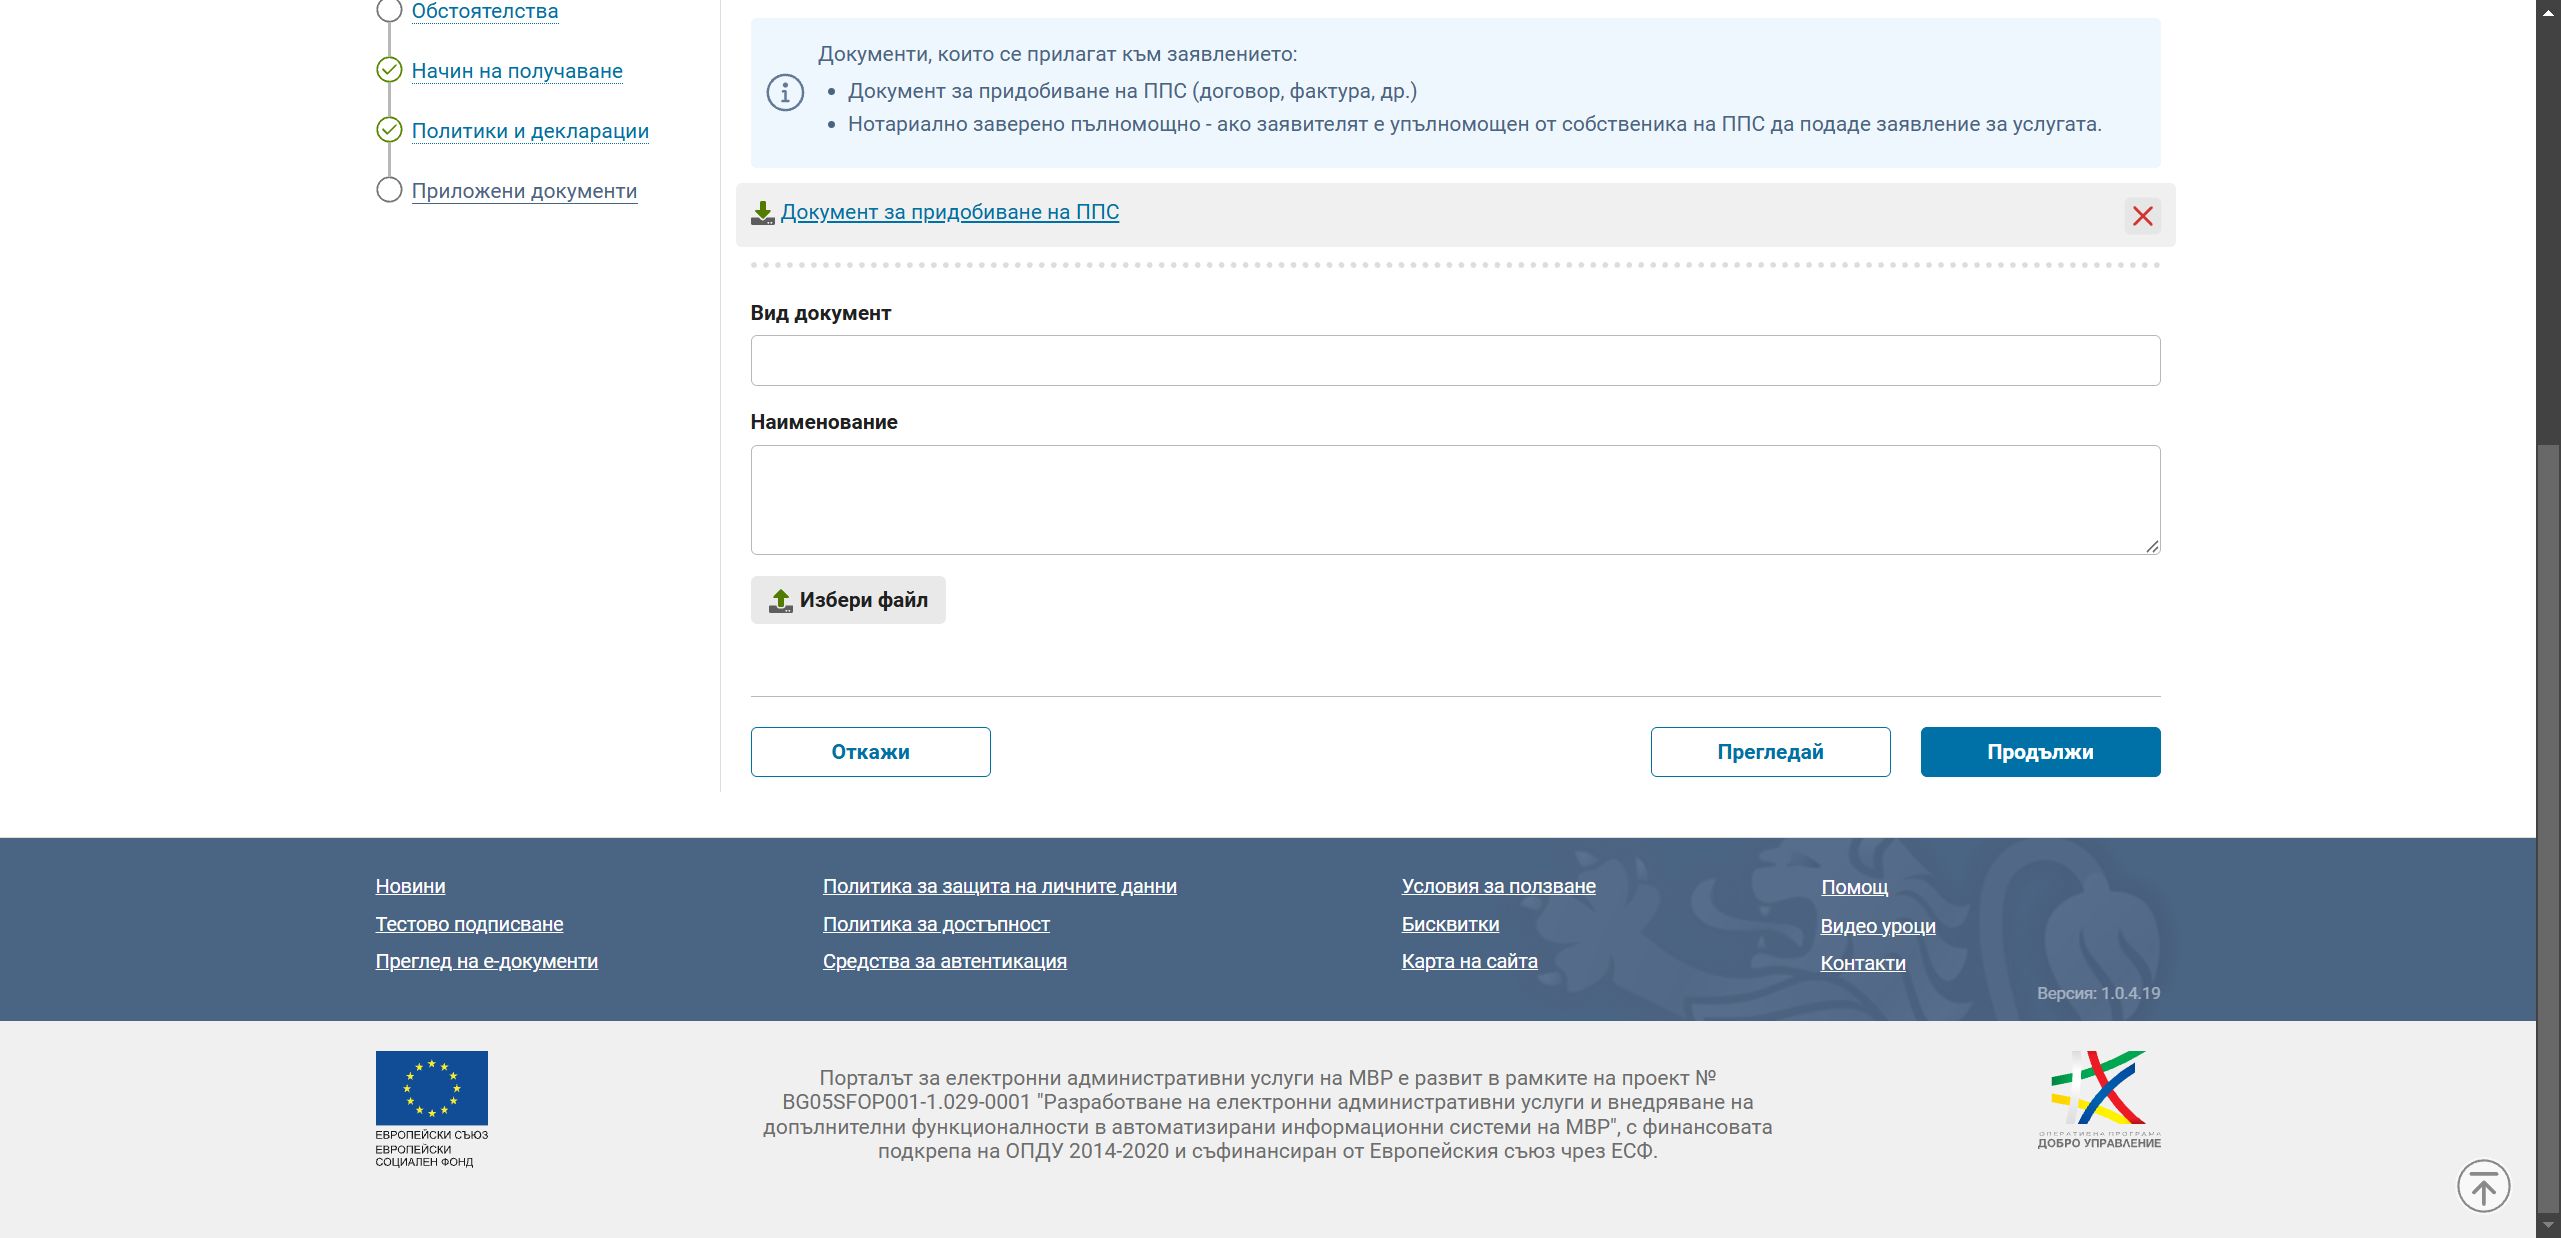 Обстоятелства
Начин на получаване
Политики и декларации
Приложени документи
Документи, които се прилагат към заявлението:
Документ за придобиване на ППС (договор, фактура, др.)
Нотариално заверено пълномощно - ако заявителят е упълномощен от собственика на ППС да подаде заявление за услугата.
Документ за придобиване на ППС
Вид документ
Наименование
Избери файл
Откажи
Прегледай
Продължи
Новини
Тестово подписване
Преглед на е-документи
Политика за защита на личните данни
Политика за достъпност
Средства за автентикация
Условия за ползване
Бисквитки
Карта на сайта
Помощ
Видео уроци
Контакти
Версия: 1.0.4.19
ЕВРОПЕЙСКИ СЪЮЗ
ЕВРОПЕЙСКИ
СОЦИАЛЕН ФОНД
Порталът за електронни административни услуги на МВР е развит в рамките на проект №
BG05SFOP001-1.029-0001 "Разработване на електронни административни услуги и внедряване на
допълнителни функционалности в автоматизирани информационни системи на МВР", с финансовата
подкрепа на ОПДУ 2014-2020 и съфинансиран от Европейския съюз чрез ЕСФ.
ОПЕРАТИВНА ПРОГРАМА
ДОБРО УПРАВЛЕНИЕ